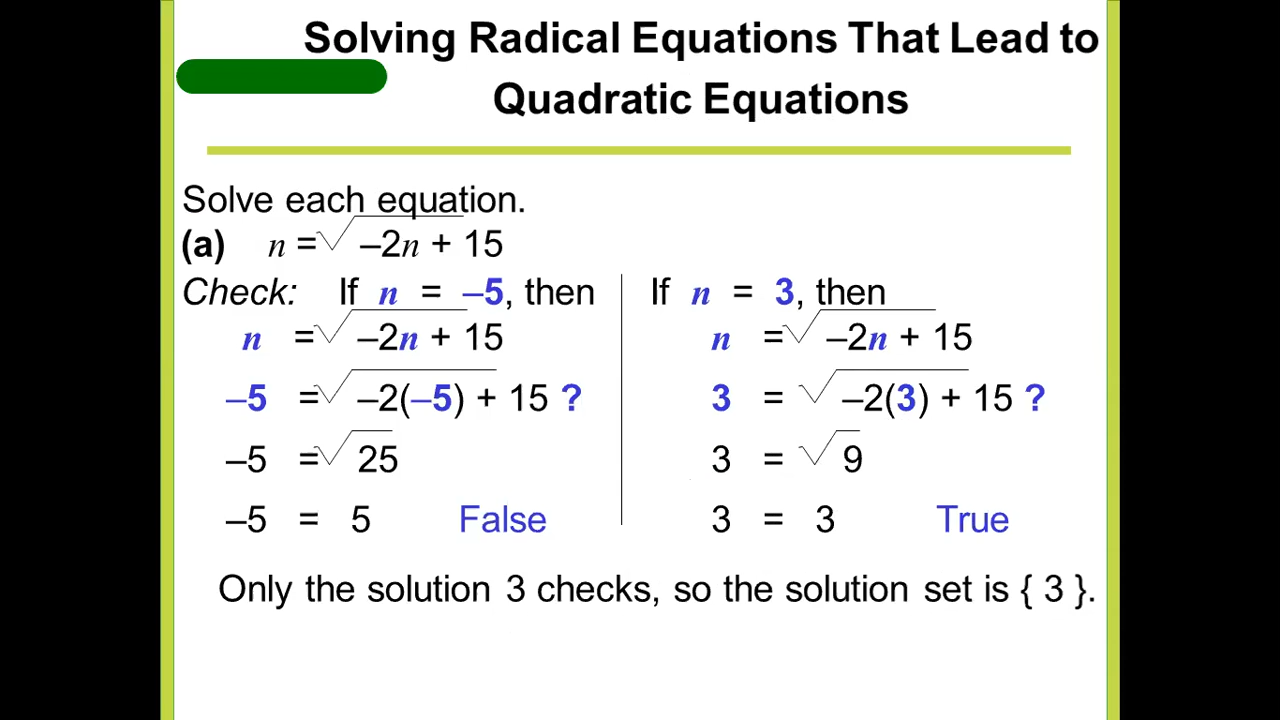 Solving Radical Equations That Lead to
Quadratic Equations
Solve each equation.
(a) n = √–2n + 15
Check: If n = –5, then
n = √–2n + 15
–5 = √–2(–5) + 15 ?
–5 = √25
–5 = 5 False
If n = 3, then
n = √–2n + 15
3 = √–2(3) + 15 ?
3 = √9
3 = 3 True
Only the solution 3 checks, so the solution set is { 3 }.